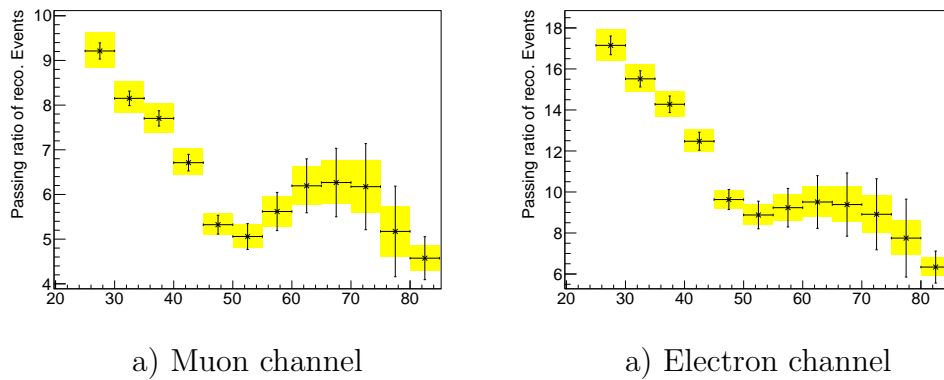 Passing ratio of reco. Events
10
9
8
7
6
5
4
20 30 40 50 60 70 80
a) Muon channel
Passing ratio of reco. Events
18
16
14
12
10
8
6
20 30 40 50 60 70 80
a) Electron channel